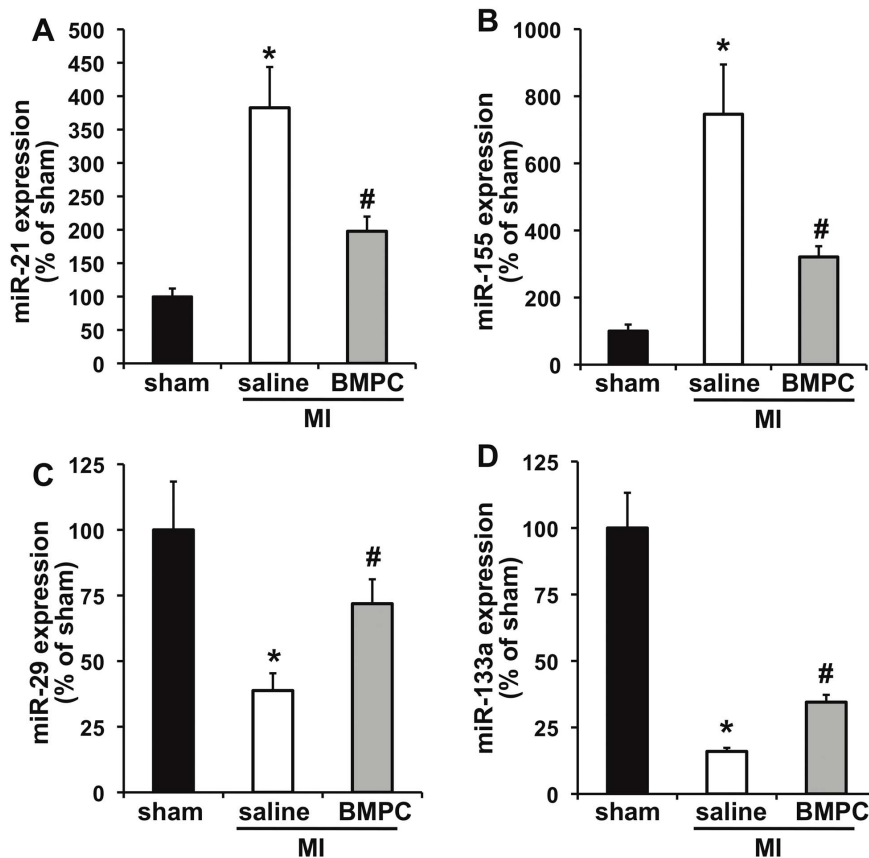 A
miR-21 expression
(% of sham)
500
450
400
350
300
250
200
150
100
50
0
*
#
sham saline BMPC
MI
B
miR-155 expression
(% of sham)
1000
800
600
400
200
0
*
#
sham saline BMPC
MI
C
miR-29 expression
(% of sham)
125
100
75
50
25
0
*
#
sham saline BMPC
MI
D
miR-133a expression
(% of sham)
125
100
75
50
25
0
*
#
sham saline BMPC
MI